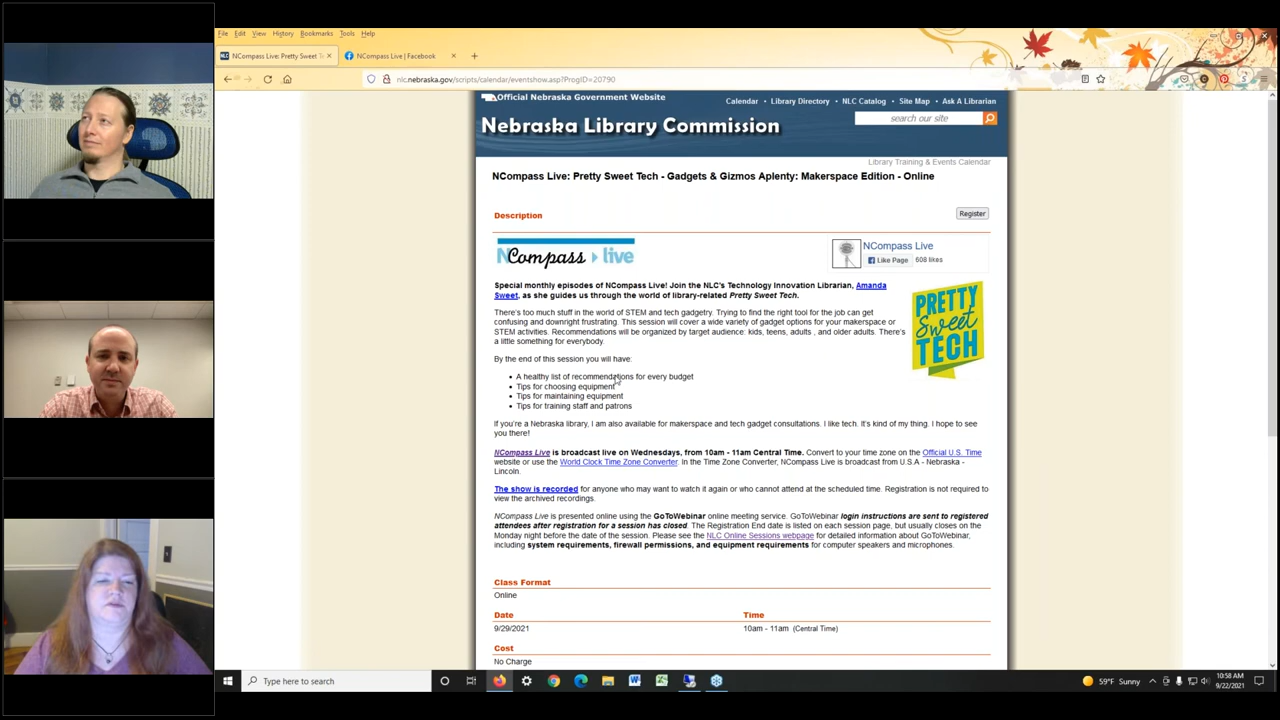 File Edit View History Bookmarks Tools Help
NCompass Live: Pretty Sweet T
NCompass Live | Facebook
nlc.nebraska.gov/scripts/calendar/eventshow.asp?ProgID=20790
Official Nebraska Government Website
Calendar • Library Directory • NLC Catalog • Site Map • Ask A Librarian
Nebraska Library Commission
search our site
Library Training & Events Calendar
NCompass Live: Pretty Sweet Tech - Gadgets & Gizmos Aplenty: Makerspace Edition - Online
Register
Description
NCompass live
NCompass Live
Like Page 608 likes
Special monthly episodes of NCompass Live! Join the NLC's Technology Innovation Librarian, Amanda
Sweet, as she guides us through the world of library-related Pretty Sweet Tech.
PRETTY Sweet TECH
There's too much stuff in the world of STEM and tech gadgetry. Trying to find the right tool for the job can get
confusing and downright frustrating. This session will cover a wide variety of gadget options for your makerspace or
STEM activities. Recommendations will be organized by target audience: kids, teens, adults , and older adults. There's
a little something for everybody.
By the end of this session you will have:
• A healthy list of recommendations for every budget
• Tips for choosing equipment
• Tips for maintaining equipment
• Tips for training staff and patrons
If you're a Nebraska library, I am also available for makerspace and tech gadget consultations. I like tech. It's kind of my thing. I hope to see
you there!
NCompass Live is broadcast live on Wednesdays, from 10am - 11am Central Time. Convert to your time zone on the Official U.S. Time
website or use the World Clock Time Zone Converter. In the Time Zone Converter, NCompass Live is broadcast from U.S.A - Nebraska -
Lincoln.
The show is recorded for anyone who may want to watch it again or who cannot attend at the scheduled time. Registration is not required to
view the archived recordings.
NCompass Live is presented online using the GoToWebinar online meeting service. GoToWebinar login instructions are sent to registered
attendees after registration for a session has closed. The Registration End date is listed on each session page, but usually closes on the
Monday night before the date of the session. Please see the NLC Online Sessions webpage for detailed information about GoToWebinar,
including system requirements, firewall permissions, and equipment requirements for computer speakers and microphones.
Class Format
Online
Date
Time
9/29/2021
10am - 11am (Central Time)
Cost
No Charge
Type here to search
59°F Sunny
10:58 AM
9/22/2021